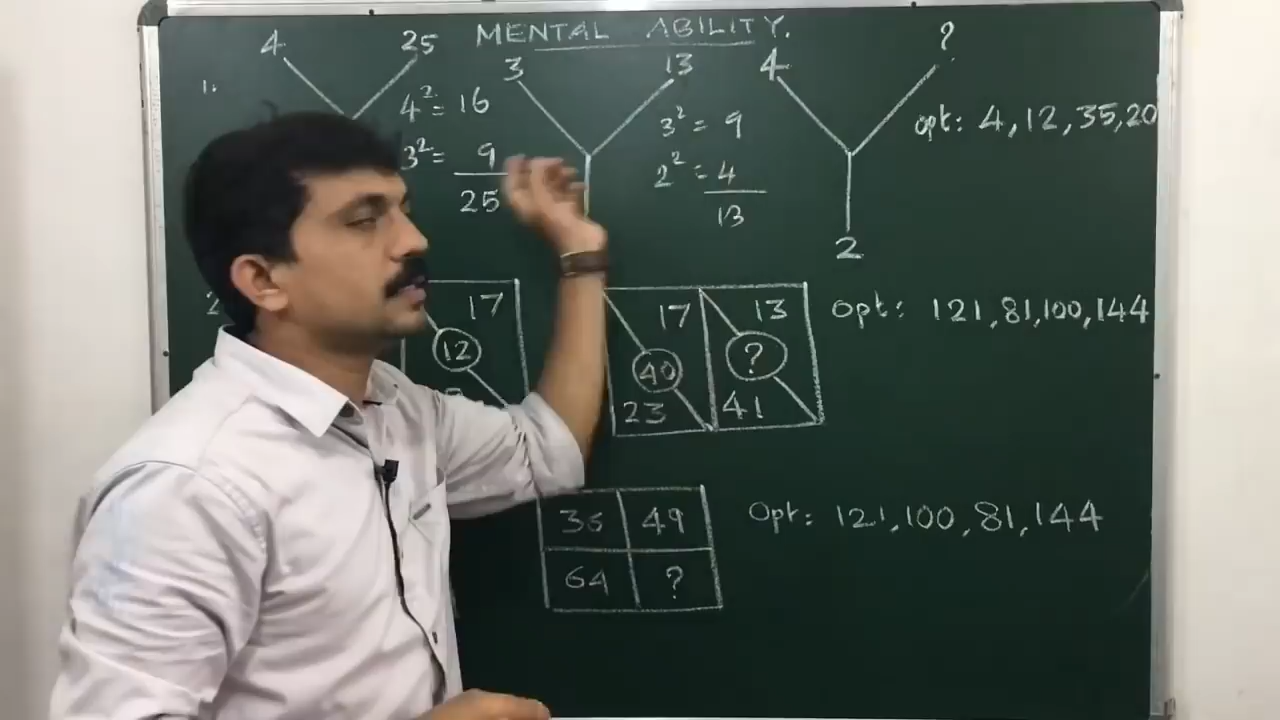 MENTAL ABILITY.
1.
4 25
4² = 16
3² = 9
25
3 13
3² = 9
2² = 4
13
4 ?
2
opt: 4, 12, 35, 20
2
17
12
17
40
23
13
?
41
opt: 121, 81, 100, 144
36 49
64 ?
Opt: 121, 100, 81, 144